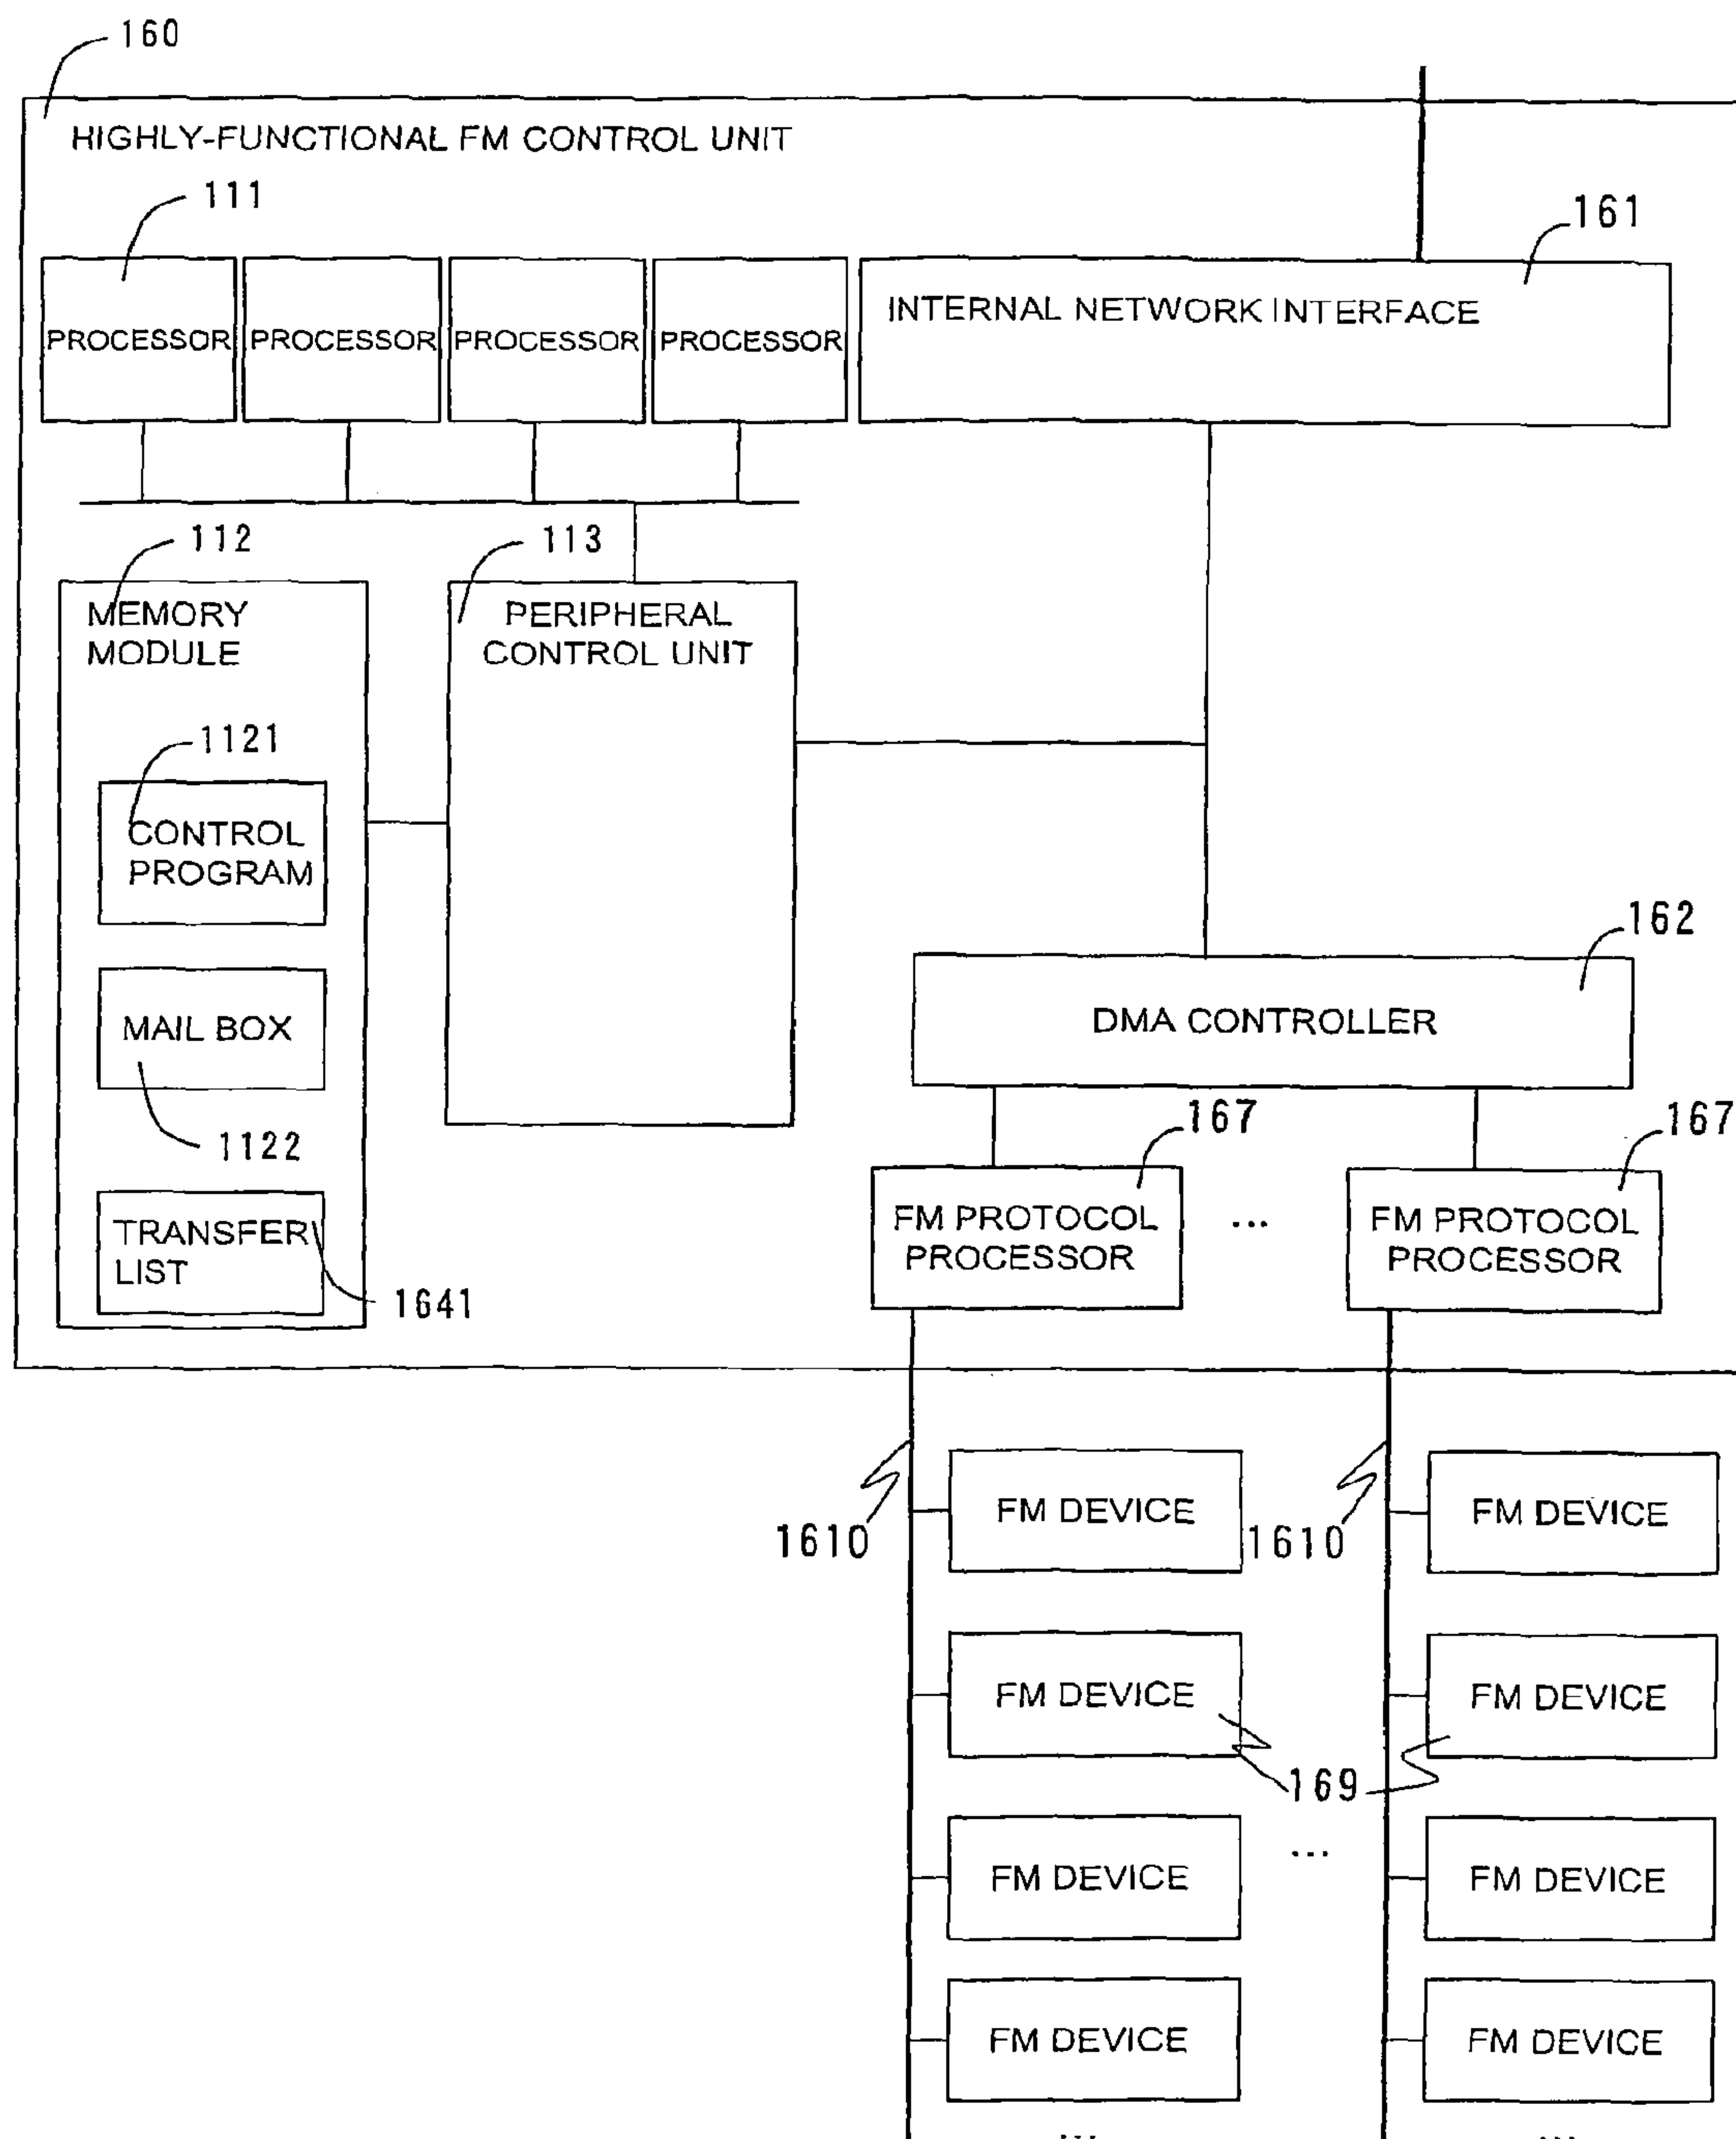 160
HIGHLY-FUNCTIONAL FM CONTROL UNIT
111
161
PROCESSOR
PROCESSOR
PROCESSOR
PROCESSOR
INTERNAL NETWORK INTERFACE
112
113
MEMORY
MODULE
PERIPHERAL
CONTROL UNIT
1121
CONTROL
PROGRAM
162
MAIL BOX
DMA CONTROLLER
1122
167
167
TRANSFER
LIST
1641
FM PROTOCOL
PROCESSOR
...
FM PROTOCOL
PROCESSOR
1610
FM DEVICE
1610
FM DEVICE
FM DEVICE
FM DEVICE
169
FM DEVICE
...
FM DEVICE
FM DEVICE
FM DEVICE
...
...